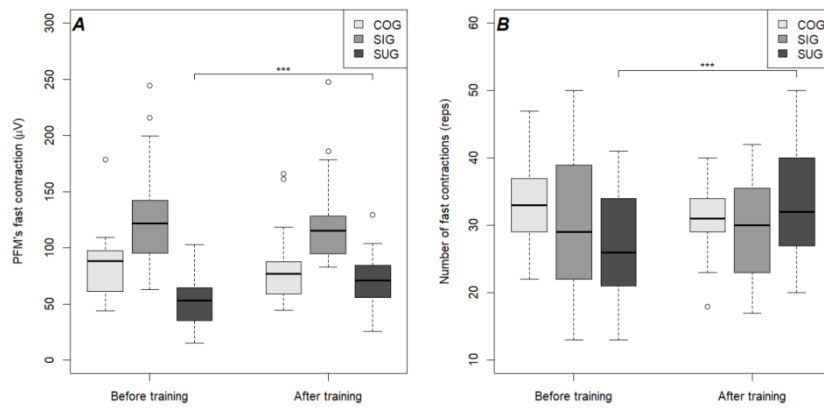 A
COG
SIG
SUG
***
PFM's fast contraction (µV)
300
250
200
150
100
50
0
Before training
After training
B
COG
SIG
SUG
***
Number of fast contractions (reps)
60
50
40
30
20
10
Before training
After training